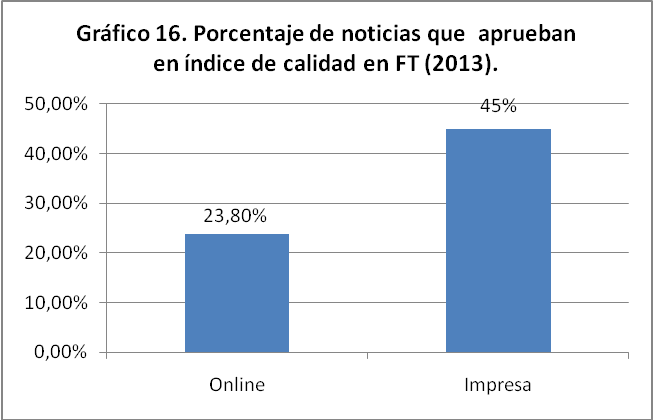 Gráfico 16. Porcentaje de noticias que  aprueban
en índice de calidad en FT (2013).
50,00%
45%
40,00%
30,00%
23,80%
20,00%
10,00%
0,00%
Online
Impresa